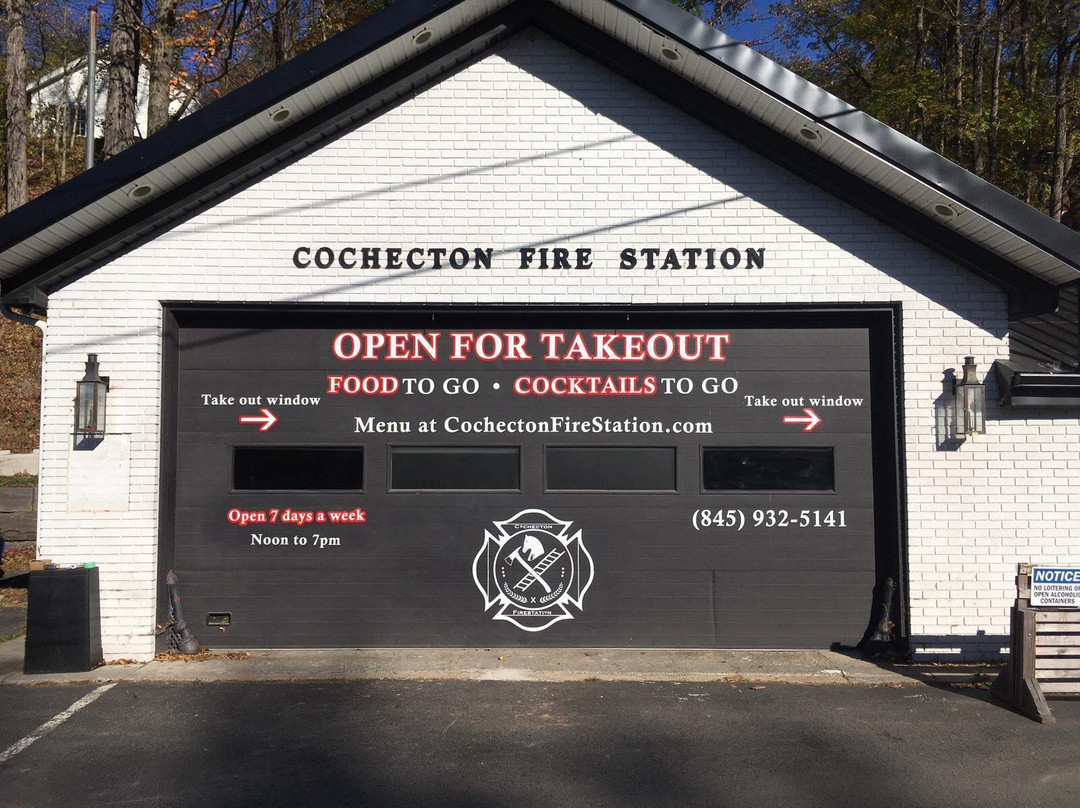 COCHECTON FIRE STATION
OPEN FOR TAKEOUT
FOOD TO GO • COCKTAILS TO GO
Take out window
Take out window
Menu at CochectonFireStation.com
Open 7 days a week
Noon to 7pm
(845) 932-5141
COCHECTON
X
FIRESTATION
NOTICE
NO LOITERING OR
OPEN ALCOHOLIC
CONTAINERS